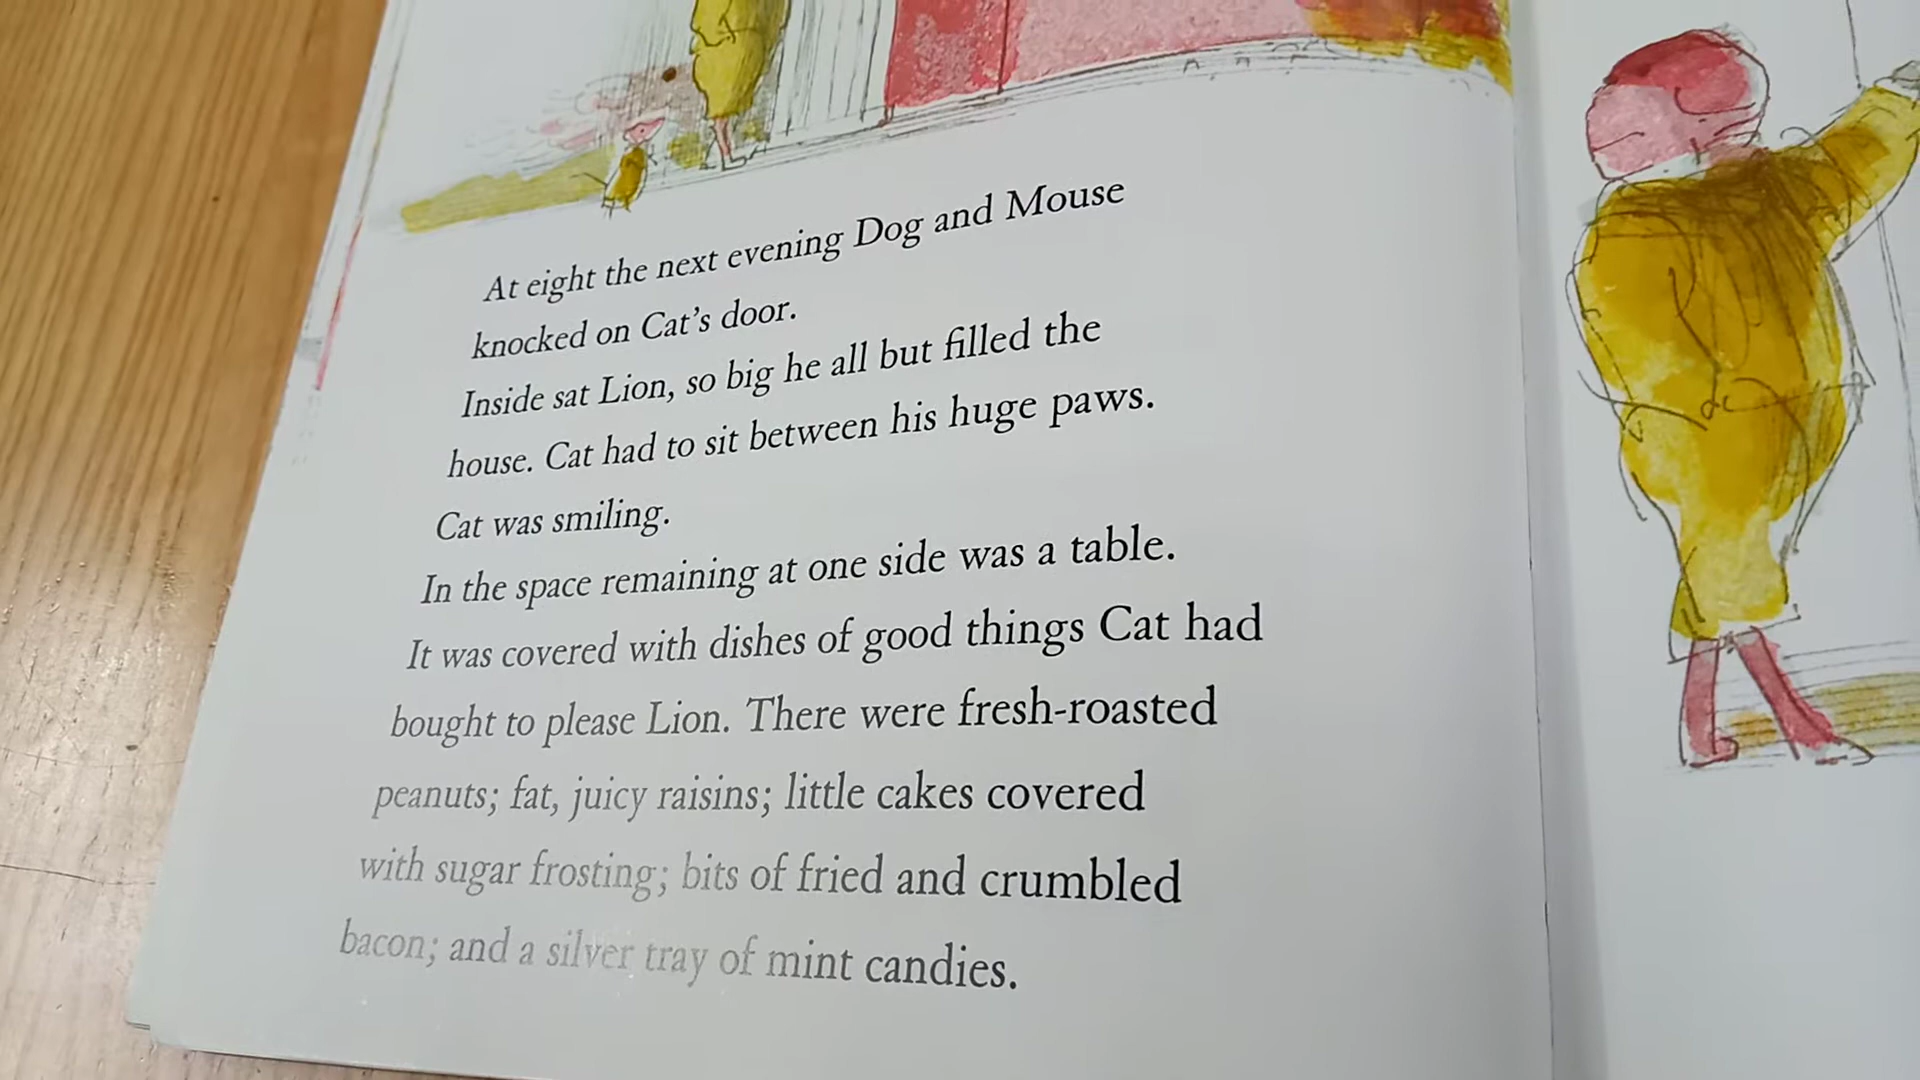 At eight the next evening Dog and Mouse
knocked on Cat's door.
Inside sat Lion, so big he all but filled the
house. Cat had to sit between his huge paws.
Cat was smiling.
In the space remaining at one side was a table.
It was covered with dishes of good things Cat had
bought to please Lion. There were fresh-roasted
peanuts; fat, juicy raisins; little cakes covered
with sugar frosting; bits of fried and crumbled
bacon; and a silver tray of mint candies.